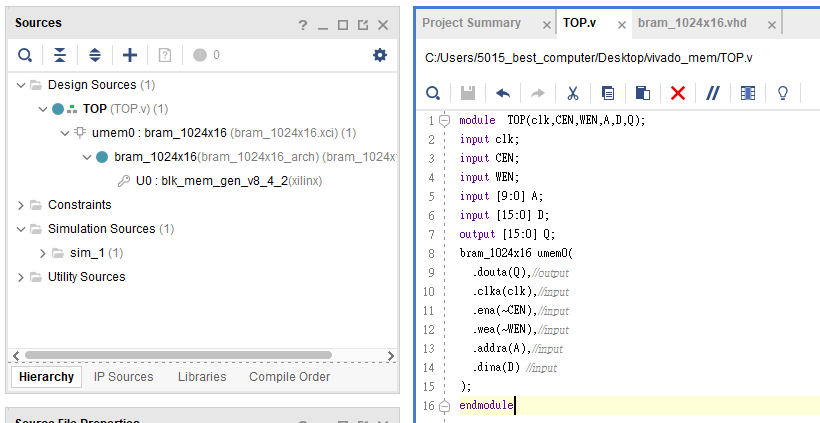 Sources
0
Design Sources (1)
TOP (TOP.v) (1)
umem0 : bram_1024x16 (bram_1024x16.xci) (1)
bram_1024x16(bram_1024x16_arch) (bram_1024x
U0 : blk_mem_gen_v8_4_2(xilinx)
Constraints
Simulation Sources (1)
sim_1 (1)
Utility Sources
Hierarchy IP Sources Libraries Compile Order
Source File Properties
Project Summary TOP.v bram_1024x16.vhd
C:/Users/5015_best_computer/Desktop/vivado_mem/TOP.v
1 module TOP(clk,CEN,WEN,A,D,Q);
2 input clk;
3 input CEN;
4 input WEN;
5 input [9:0] A;
6 input [15:0] D;
7 output [15:0] Q;
8 bram_1024x16 umem0(
9 .douta(Q),//output
10 .clka(clk),//input
11 .ena(~CEN),//input
12 .wea(~WEN),//input
13 .addra(A),//input
14 .dina(D) //input
15 );
16 endmodule